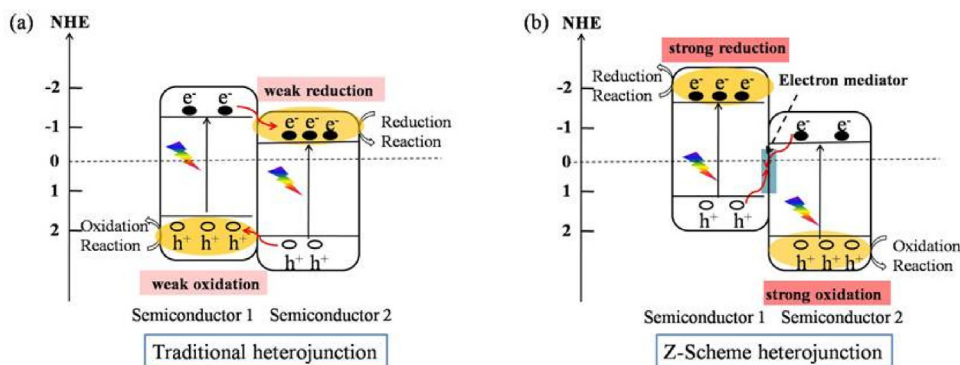 (a)
NHE
-2
-1
0
1
2
e⁻ e⁻
weak reduction
e⁻ e⁻ e⁻
Reduction
Reaction
Oxidation
Reaction
h⁺ h⁺ h⁺
h⁺ h⁺
weak oxidation
Semiconductor 1 Semiconductor 2
Traditional heterojunction
(b)
NHE
-2
-1
0
1
2
strong reduction
Reduction
Reaction
e⁻ e⁻ e⁻
Electron mediator
e⁻ e⁻
h⁺ h⁺
h⁺ h⁺ h⁺
Oxidation
Reaction
strong oxidation
Semiconductor 1 Semiconductor 2
Z-Scheme heterojunction